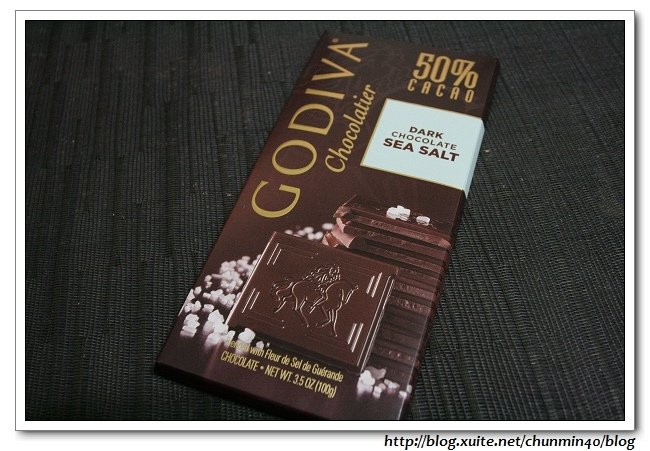 GODIVA®
Chocolatier
50%
CACAO
DARK
CHOCOLATE
SEA SALT
with Fleur de Sel de Guérande
CHOCOLATE • NET WT. 3.5 OZ (100g)
http://blog.xuite.net/chunmin40/blog